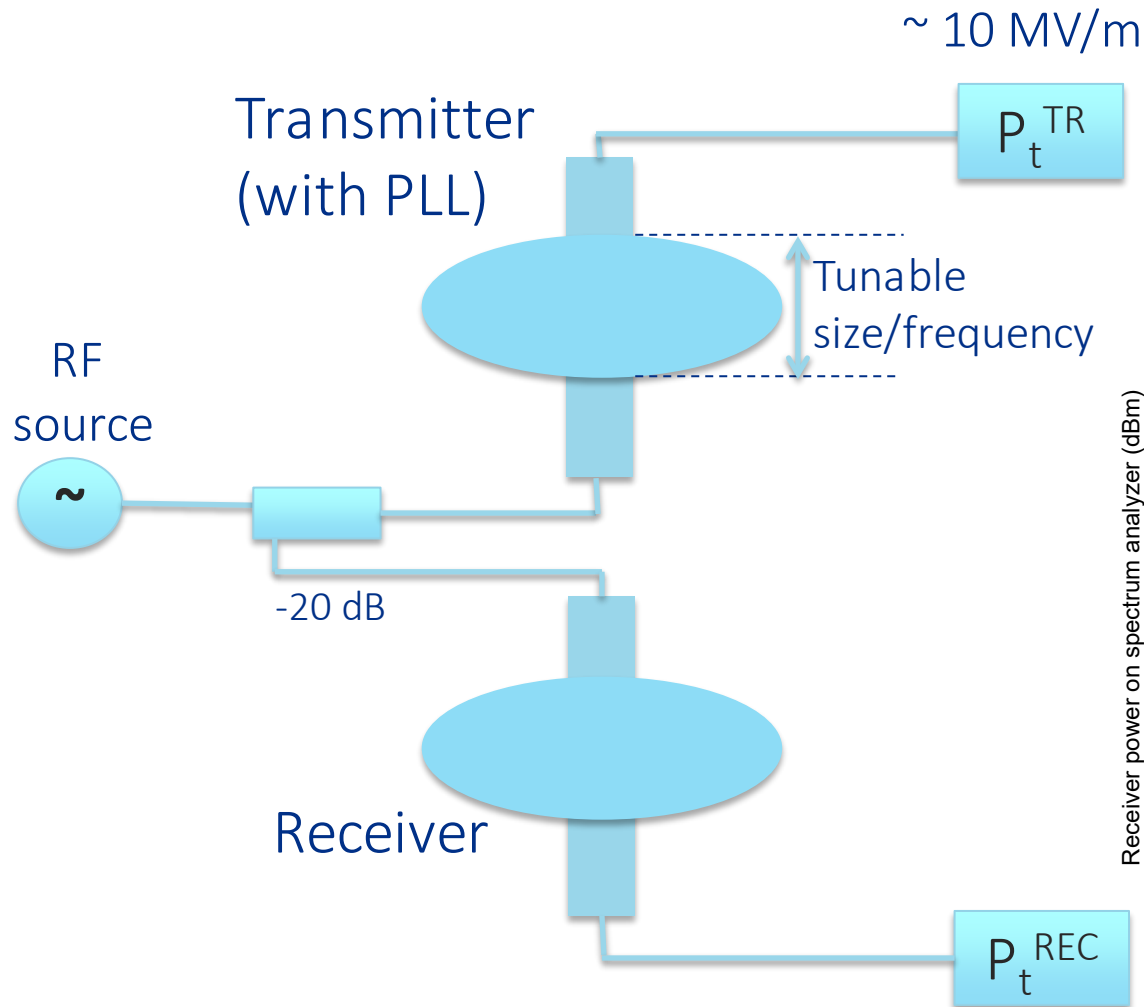 ~ 10 MV/m
Transmitter
(with PLL)
P_t^TR
Tunable
size/frequency
RF
source
~
-20 dB
Receiver
P_t^REC
Receiver power on spectrum analyzer (dBm)